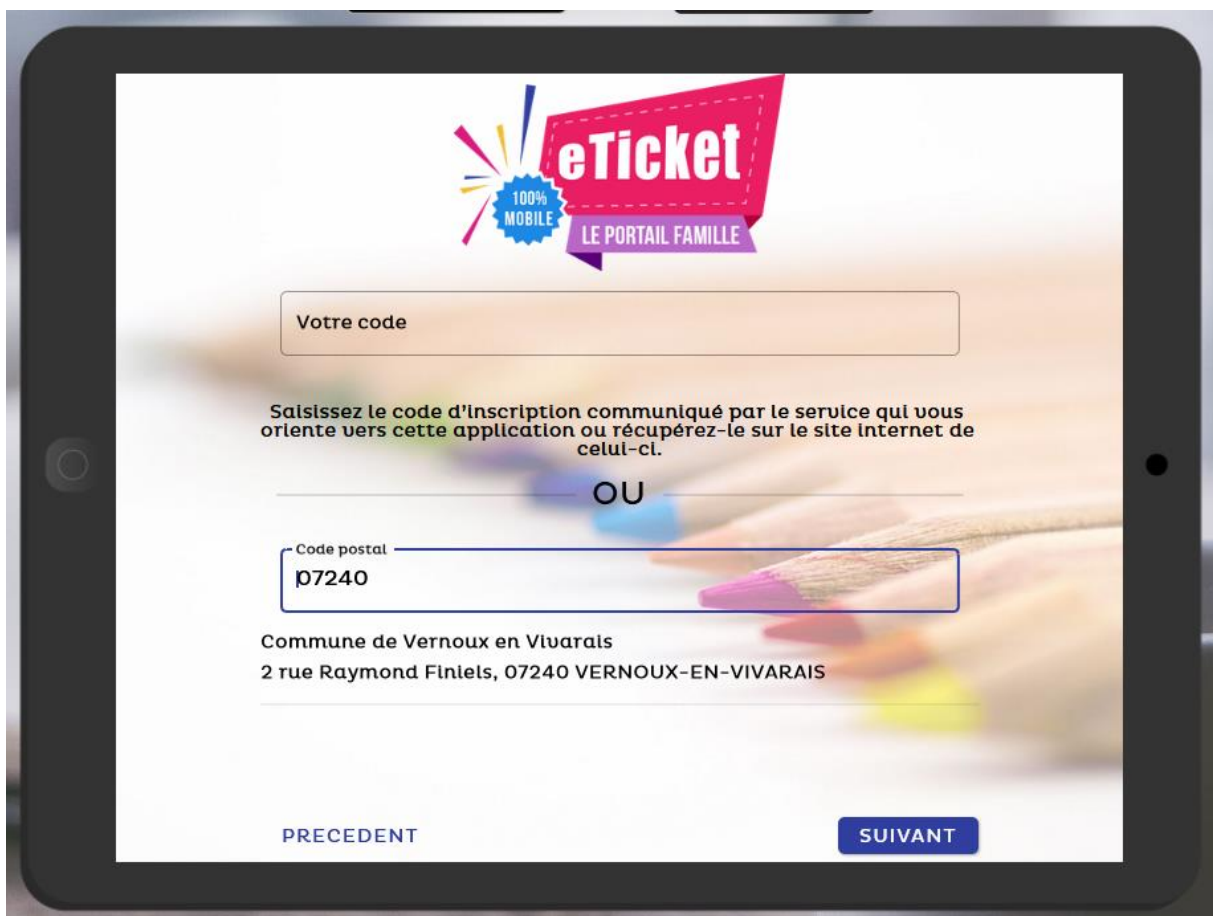 eTicket
100%
MOBILE
LE PORTAIL FAMILLE
Votre code
Saisissez le code d'inscription communiqué par le service qui vous
oriente vers cette application ou récupérez-le sur le site internet de
celui-ci.
OU
Code postal
07240
Commune de Vernoux en Vivarais
2 rue Raymond Finiels, 07240 VERNOUX-EN-VIVARAIS
PRECEDENT
SUIVANT